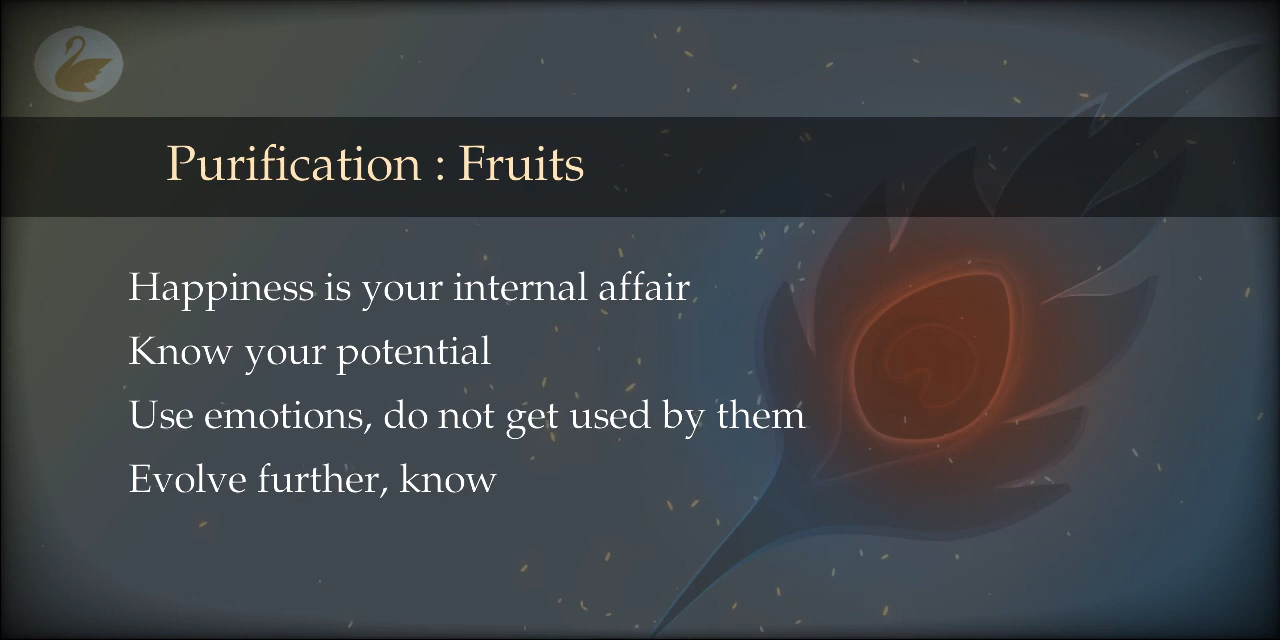 Purification : Fruits
Happiness is your internal affair
Know your potential
Use emotions, do not get used by them
Evolve further, know